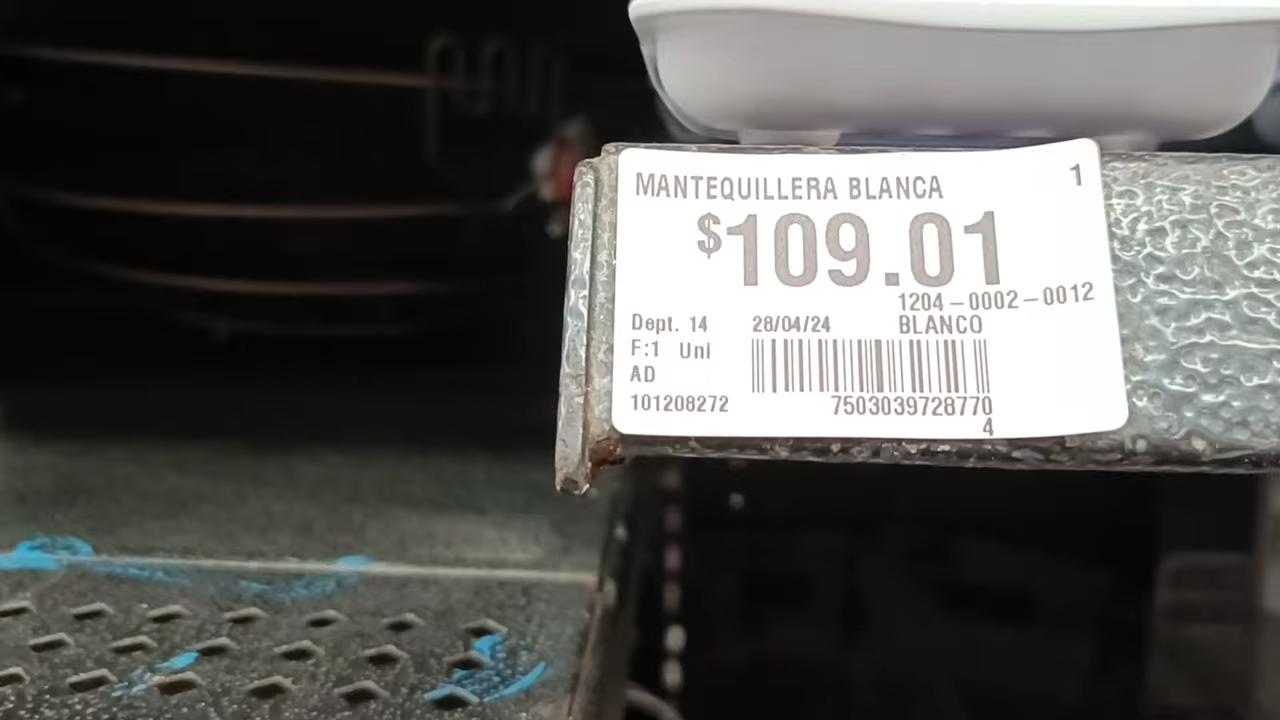 MANTEQUILLERA BLANCA 1
$109.01
1204-0002-0012
Dept. 14 28/04/24 BLANCO
F:1 Uni
AD
101208272 7503039728770
4